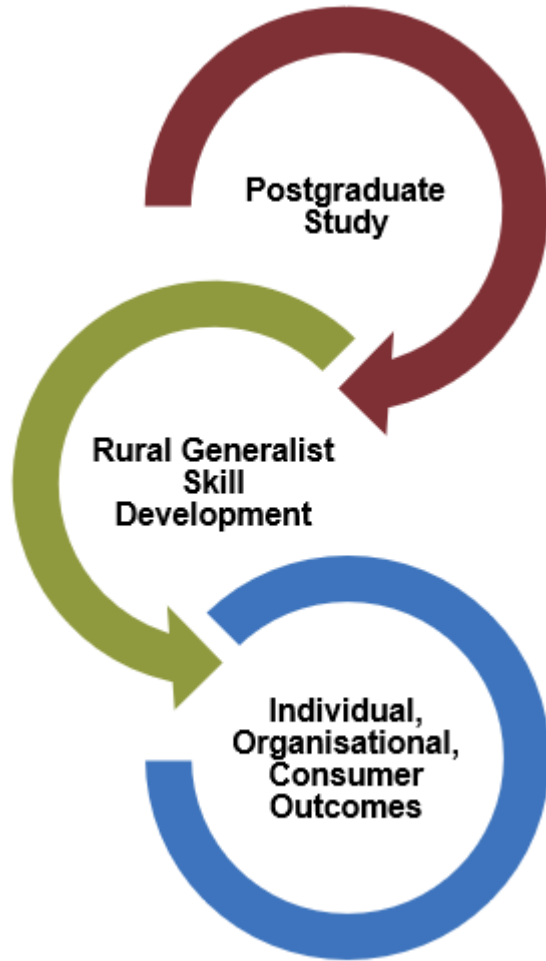 Postgraduate
Study
Rural Generalist
Skill
Development
Individual,
Organisational,
Consumer
Outcomes